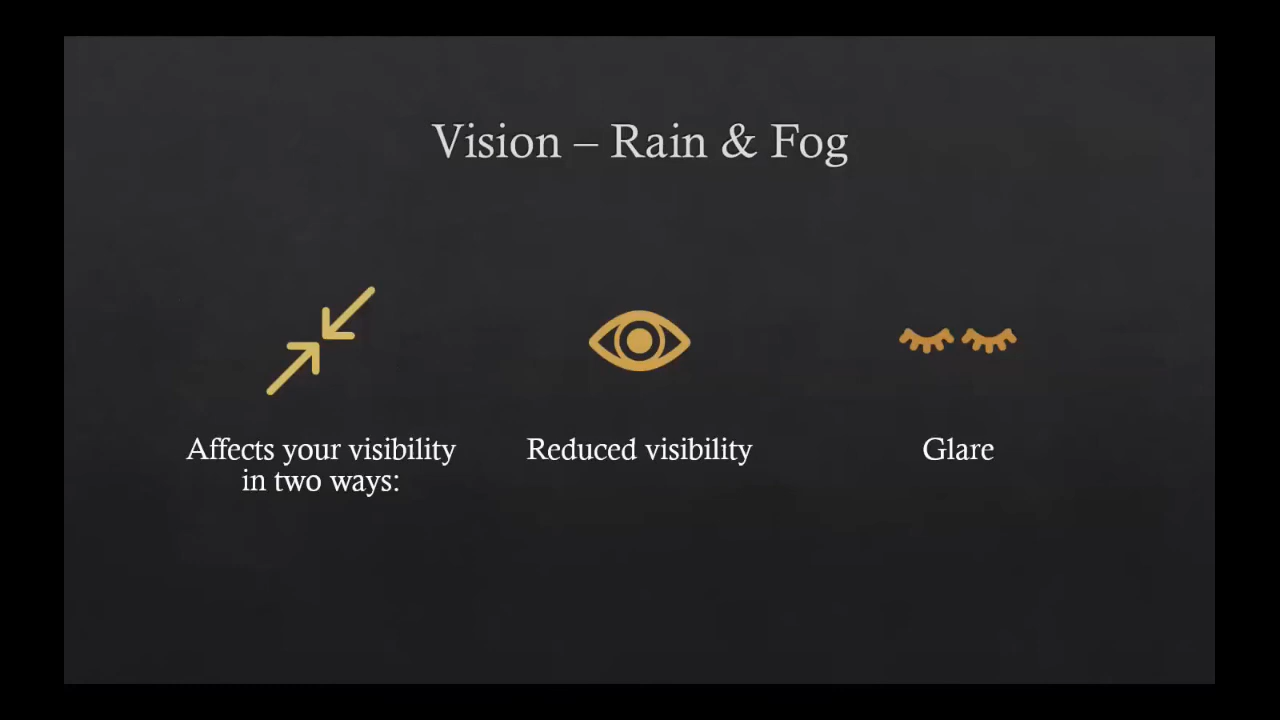 Vision – Rain & Fog
Affects your visibility
in two ways:
Reduced visibility
Glare